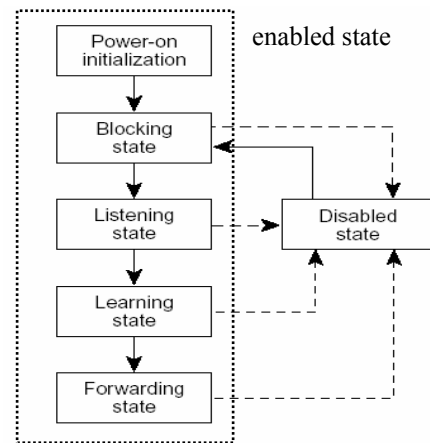 Power-on
initialization
enabled state
Blocking
state
Listening
state
Disabled
state
Learning
state
Forwarding
state